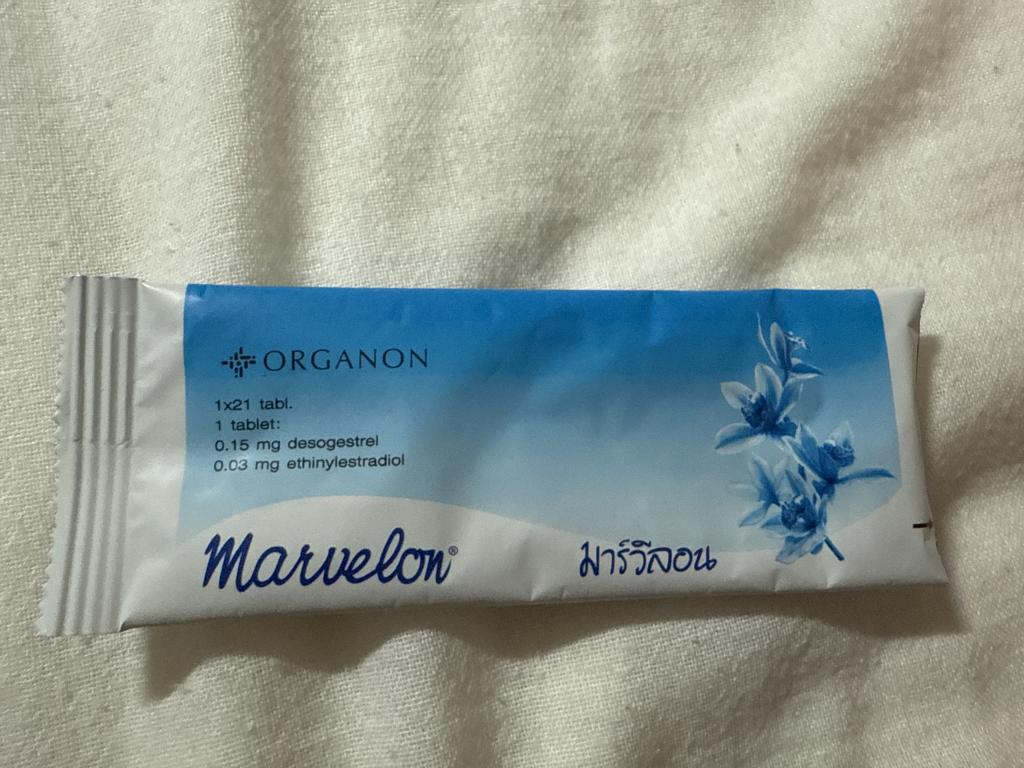 ORGANON
1x21 tabl.
1 tablet:
0.15 mg desogestrel
0.03 mg ethinylestradiol
Marvelon®
มาร์วีลอน